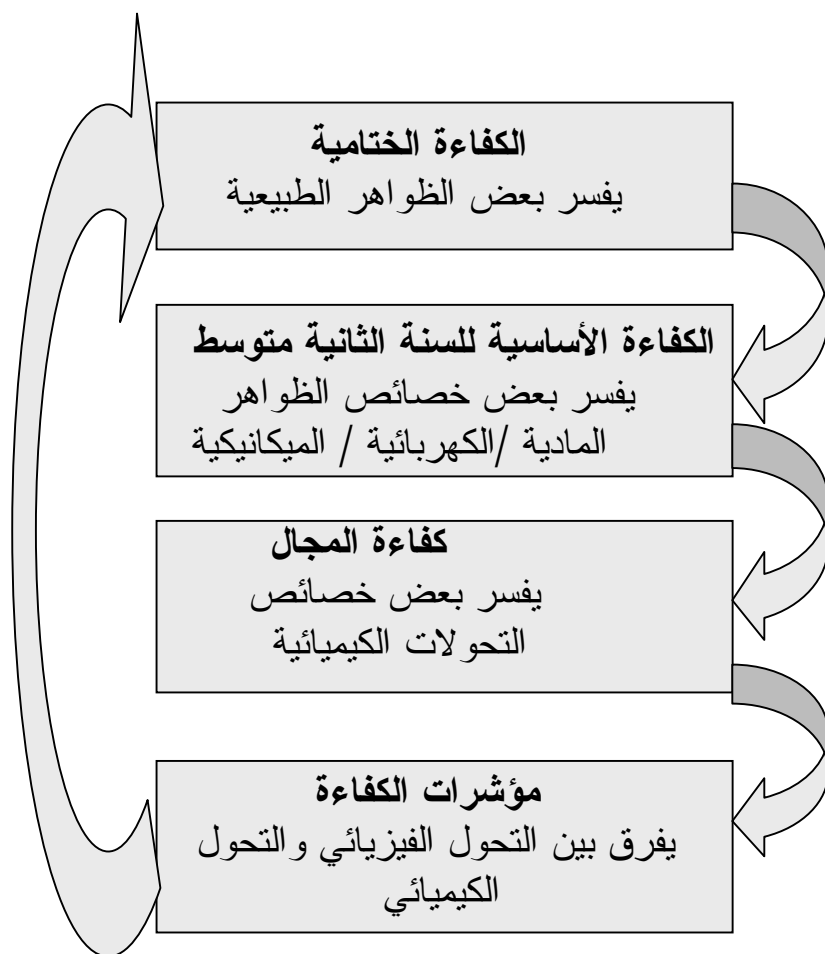 الكفاءة الختامية
يفسر بعض الظواهر الطبيعية
الكفاءة الأساسية للسنة الثانية متوسط
يفسر بعض خصائص الظواهر
المادية /الكهربائية / الميكانيكية
كفاءة المجال
يفسر بعض خصائص
التحولات الكيميائية
مؤشرات الكفاءة
يفرق بين التحول الفيزيائي والتحول
الكيميائي